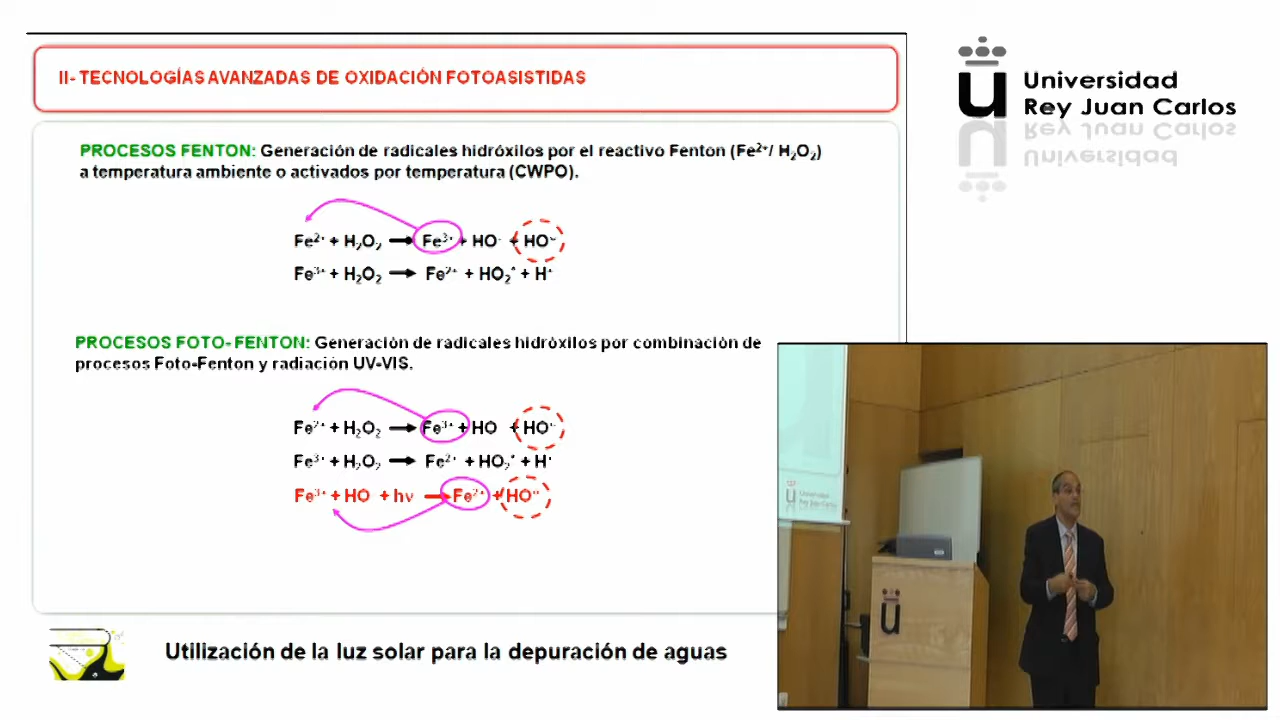 II- TECNOLOGÍAS AVANZADAS DE OXIDACIÓN FOTOASISTIDAS
Universidad
Rey Juan Carlos
PROCESOS FENTON: Generación de radicales hidróxilos por el reactivo Fenton (Fe²⁺/ H₂O₂)
a temperatura ambiente o activados por temperatura (CWPO).
Fe²⁺ + H₂O₂ → Fe³⁺ + HO⁻ + HO•
Fe³⁺ + H₂O₂ → Fe²⁺ + HO₂• + H⁺
PROCESOS FOTO- FENTON: Generación de radicales hidróxilos por combinación de
procesos Foto-Fenton y radiación UV-VIS.
Fe²⁺ + H₂O₂ → Fe³⁺ + HO + HO•
Fe³⁺ + H₂O₂ → Fe²⁺ + HO₂• + H⁺
Fe³⁺ + HO + hν → Fe²⁺ + HO•
Utilización de la luz solar para la depuración de aguas
Universidad
Rey Juan Carlos